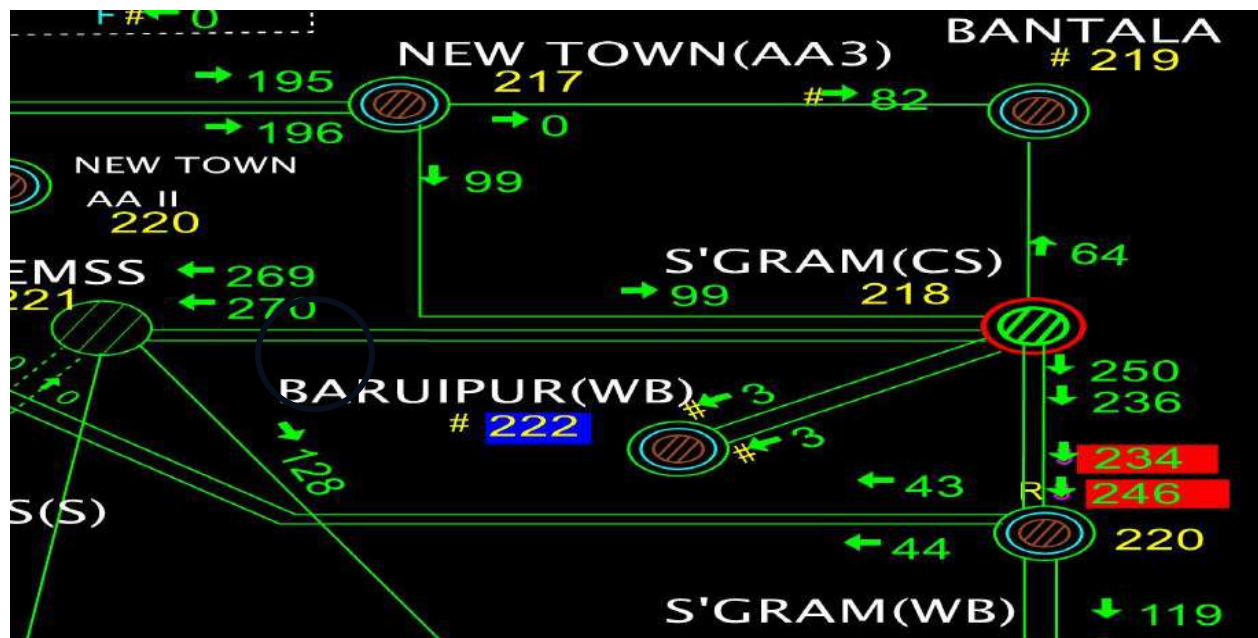 F # 0
BANTALA
# 219
NEW TOWN(AA3)
217
195
# 82
196
0
NEW TOWN
AA II
220
99
S'GRAM(CS)
218
64
EMSS
221
269
270
99
250
236
BARUIPUR(WB)
# 222
# 3
# 3
128
234
R 246
43
44
220
S(S)
S'GRAM(WB)
119